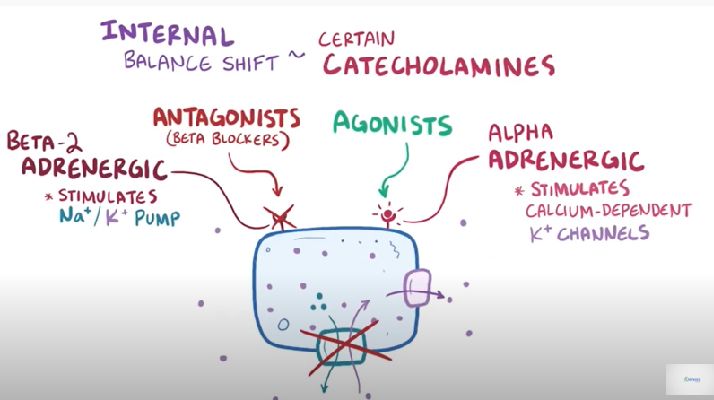 INTERNAL
BALANCE SHIFT ~
CERTAIN
CATECHOLAMINES
ANTAGONISTS
(BETA BLOCKERS)
AGONISTS
BETA-2
ADRENERGIC
* STIMULATES
Na⁺/K⁺ PUMP
ALPHA
ADRENERGIC
* STIMULATES
CALCIUM-DEPENDENT
K⁺ CHANNELS